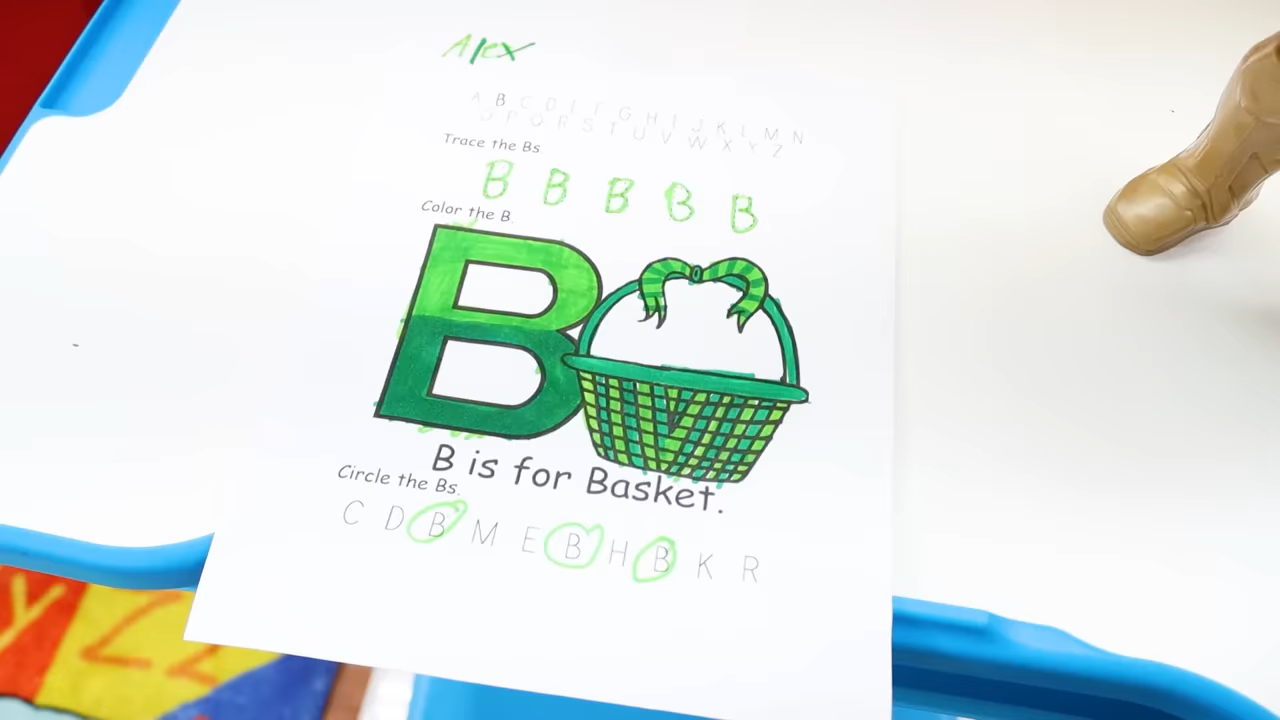 Alex
A B C D E F G H I J K L M N
O P Q R S T U V W X Y Z
Trace the Bs
B B B B B
Color the B.
B
B is for Basket.
Circle the Bs.
C D B M E B H B K R
Y Z